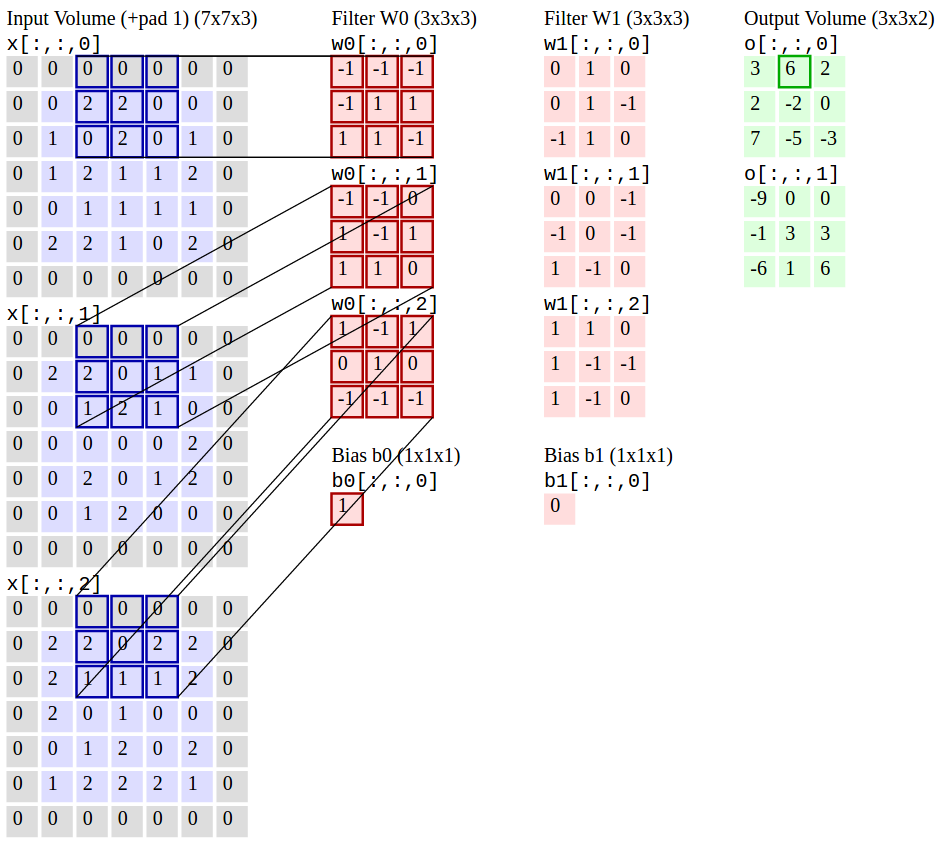 Input Volume (+pad 1) (7x7x3)
x[:,:,0]
0 0 0 0 0 0 0
0 0 2 2 0 0 0
0 1 0 2 0 1 0
0 1 2 1 1 2 0
0 0 1 1 1 1 0
0 2 2 1 0 2 0
0 0 0 0 0 0 0
x[:,:,1]
0 0 0 0 0 0 0
0 2 2 0 1 1 0
0 0 1 2 1 0 0
0 0 0 0 0 2 0
0 0 2 0 1 2 0
0 0 1 2 0 0 0
0 0 0 0 0 0 0
x[:,:,2]
0 0 0 0 0 0 0
0 2 2 0 2 2 0
0 2 1 1 1 2 0
0 2 0 1 0 0 0
0 0 1 2 0 2 0
0 1 2 2 2 1 0
0 0 0 0 0 0 0
Filter W0 (3x3x3)
w0[:,:,0]
-1 -1 -1
-1 1 1
1 1 -1
w0[:,:,1]
-1 -1 0
1 -1 1
1 1 0
w0[:,:,2]
1 -1 1
0 1 0
-1 -1 -1
Bias b0 (1x1x1)
b0[:,:,0]
1
Filter W1 (3x3x3)
w1[:,:,0]
0 1 0
0 1 -1
-1 1 0
w1[:,:,1]
0 0 -1
-1 0 -1
1 -1 0
w1[:,:,2]
1 1 0
1 -1 -1
1 -1 0
Bias b1 (1x1x1)
b1[:,:,0]
0
Output Volume (3x3x2)
o[:,:,0]
3 6 2
2 -2 0
7 -5 -3
o[:,:,1]
-9 0 0
-1 3 3
-6 1 6